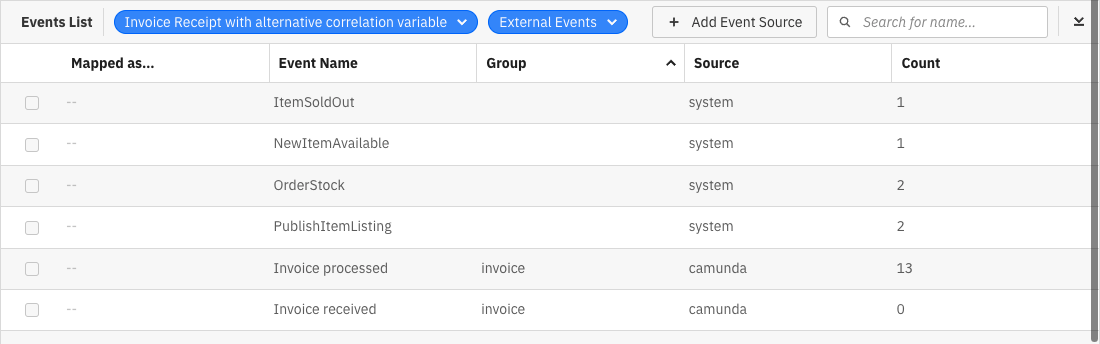 Events List Invoice Receipt with alternative correlation variable External Events + Add Event Source Search for name...
Mapped as... Event Name Group Source Count
-- ItemSoldOut system 1
-- NewItemAvailable system 1
-- OrderStock system 2
-- PublishItemListing system 2
-- Invoice processed invoice camunda 13
-- Invoice received invoice camunda 0